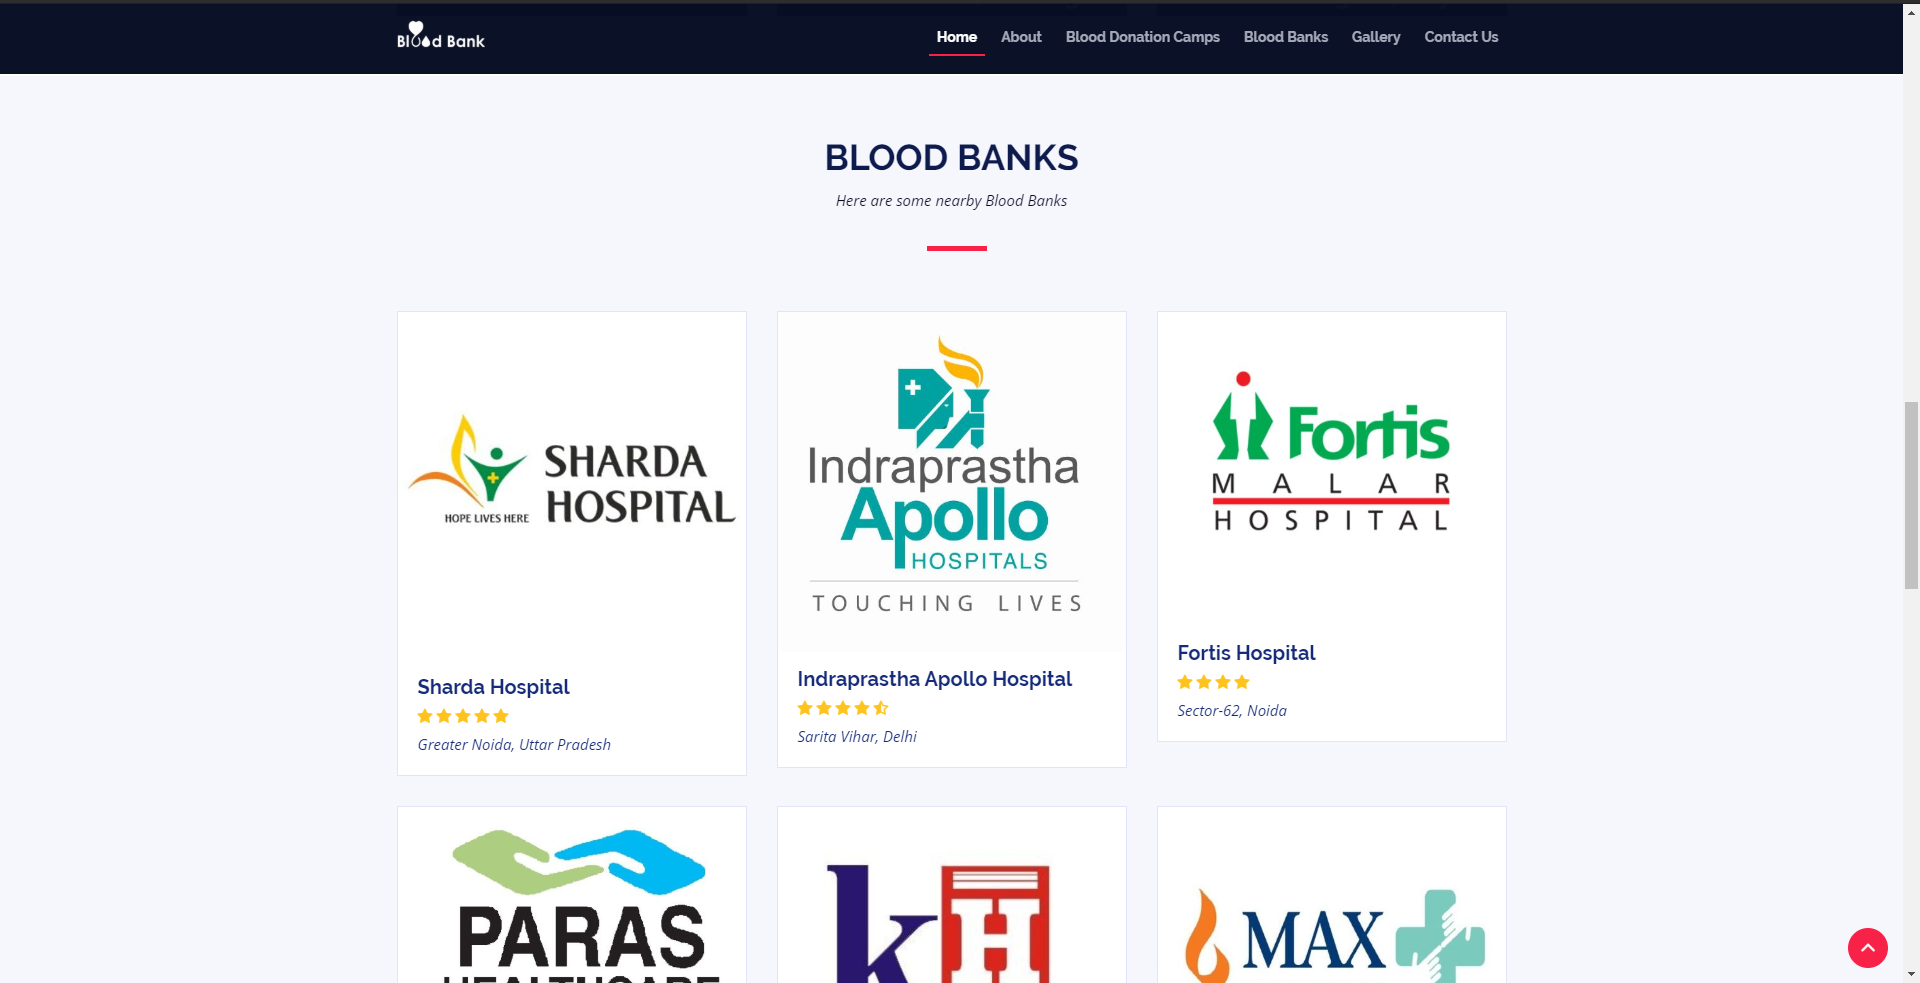 Blood Bank
Home About Blood Donation Camps Blood Banks Gallery Contact Us
BLOOD BANKS
Here are some nearby Blood Banks
SHARDA
HOSPITAL
HOPE LIVES HERE
Sharda Hospital
Greater Noida, Uttar Pradesh
Indraprastha
Apollo
HOSPITALS
TOUCHING LIVES
Indraprastha Apollo Hospital
Sarita Vihar, Delhi
Fortis
MALAR
HOSPITAL
Fortis Hospital
Sector-62, Noida
PARAS
HEALTHCARE
kH
MAX